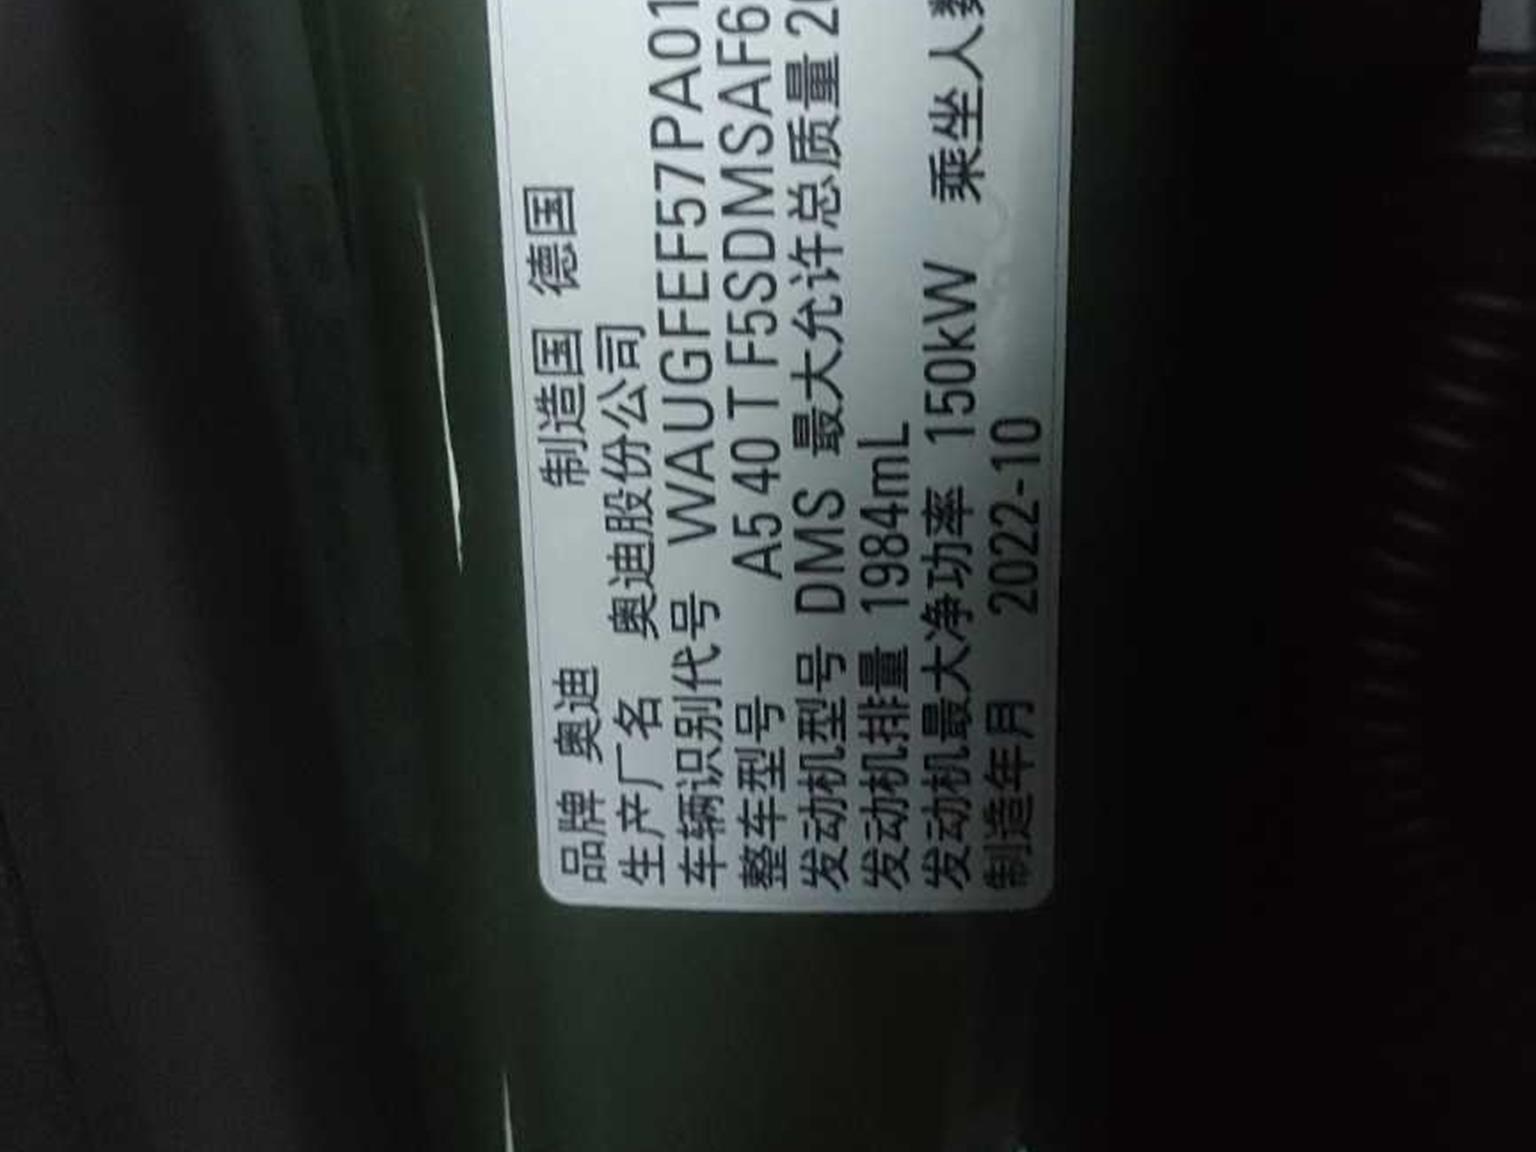 品牌 奥迪 制造国 德国
生产厂名 奥迪股份公司
车辆识别代号 WAUGFEF57PA01
整车型号 A5 40 T F5SDMSAF6
发动机型号 DMS 最大允许总质量 20
发动机排量 1984mL
发动机最大净功率 150kW 乘坐人数
制造年月 2022-10